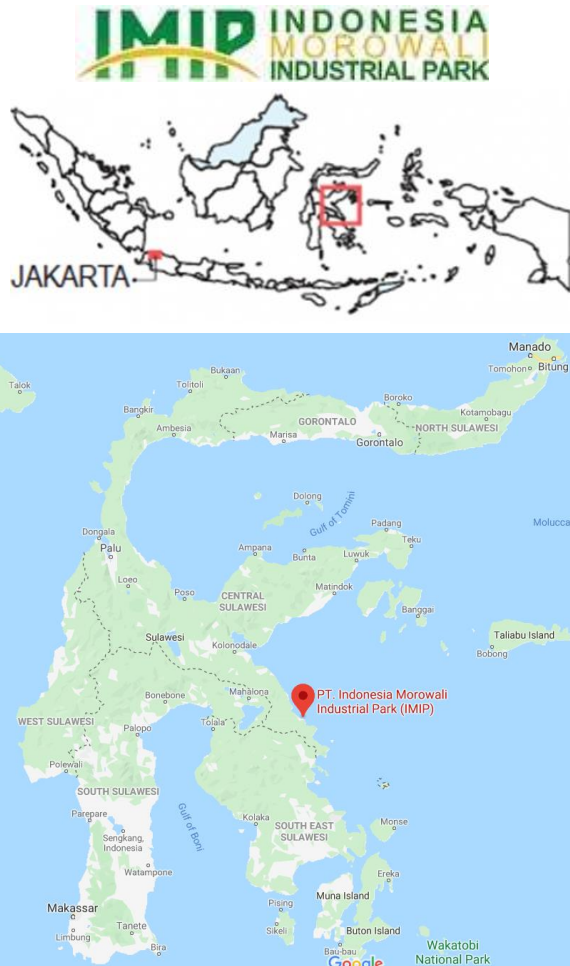 IMIP
INDONESIA
MOROWALI
INDUSTRIAL PARK
JAKARTA
Manado
Tomohon
Bitung
Bukaan
Tolitoli
Talok
Boroko
Bangkir
Kotamobagu
Ambesia
GORONTALO
NORTH SULAWESI
Marisa
Gorontalo
Dolong
Gulf of Tomini
Padang
Molucca
Dongala
Teku
Palu
Ampana
Bunta
Luwuk
Loeo
Poso
CENTRAL
SULAWESI
Matindok
Banggai
Sulawesi
Taliabu Island
Kolonodale
Bobong
Bonebone
Mahalona
PT. Indonesia Morowali
Industrial Park (IMIP)
WEST SULAWESI
Tolala
Palopo
Polewali
SOUTH SULAWESI
Gulf of Boni
Parepare
Kolaka
SOUTH EAST
SULAWESI
Monse
Sengkang,
Indonesia
Watampone
Ereka
Muna Island
Makassar
Pising
Limbung
Tanete
Sikeli
Buton Island
Bira
Bau-bau
Wakatobi
National Park
Google